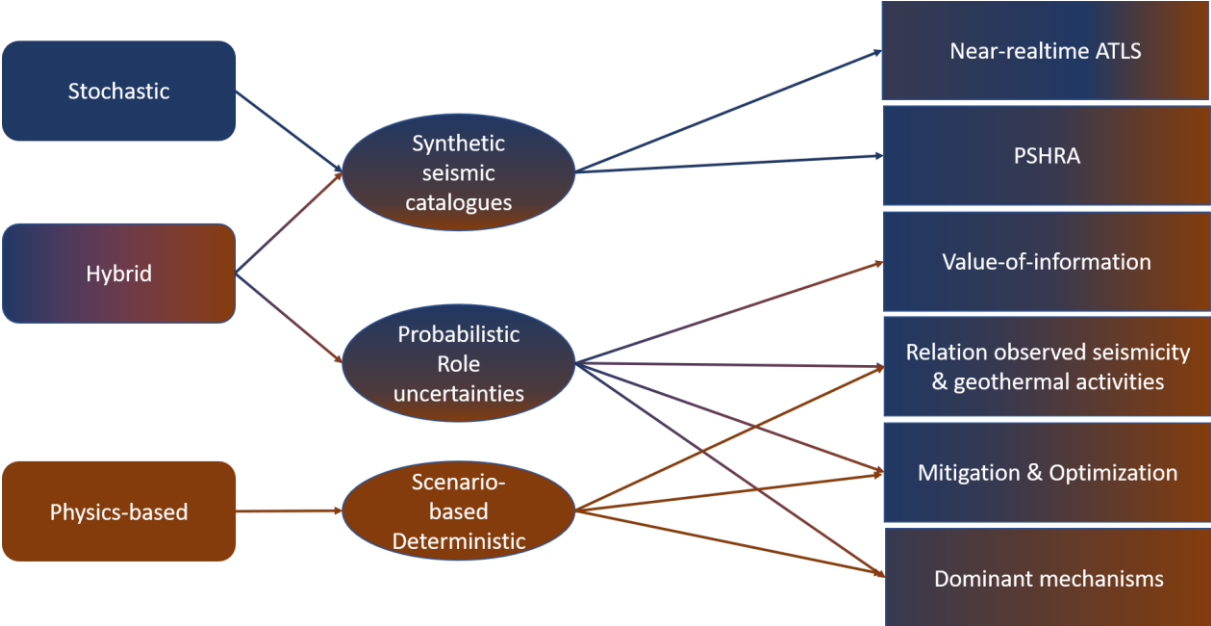 Stochastic
Hybrid
Physics-based
Synthetic
seismic
catalogues
Probabilistic
Role
uncertainties
Scenario-
based
Deterministic
Near-realtime ATLS
PSHRA
Value-of-information
Relation observed seismicity
& geothermal activities
Mitigation & Optimization
Dominant mechanisms